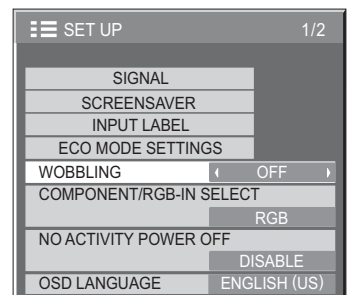 SET UP 1/2
SIGNAL
SCREENSAVER
INPUT LABEL
ECO MODE SETTINGS
WOBBLING OFF
COMPONENT/RGB-IN SELECT
RGB
NO ACTIVITY POWER OFF
DISABLE
OSD LANGUAGE ENGLISH (US)